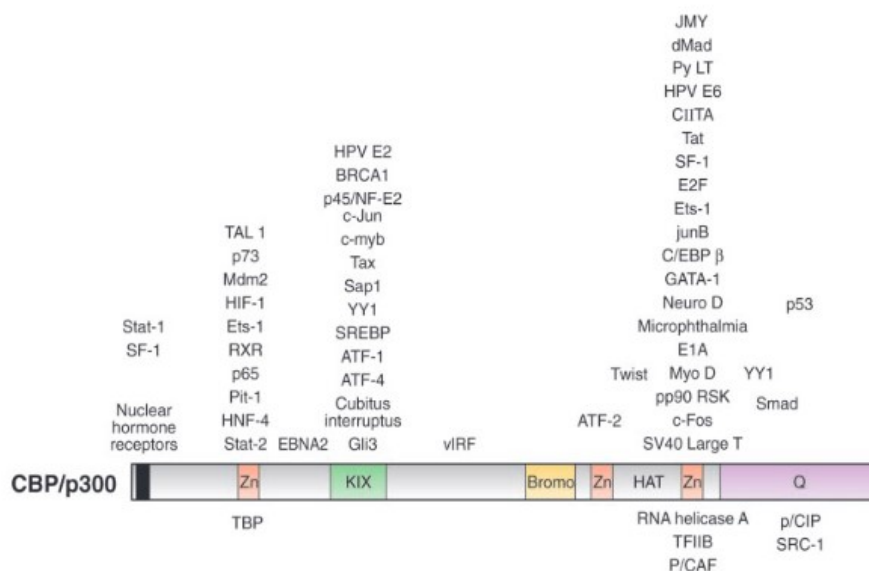 JMY
dMad
Py LT
HPV E6
CIITA
Tat
SF-1
E2F
Ets-1
junB
C/EBP β
GATA-1
Neuro D
Microphthalmia
E1A
Myo D
pp90 RSK
c-Fos
SV40 Large T
HPV E2
BRCA1
p45/NF-E2
c-Jun
c-myb
Tax
Sap1
YY1
SREBP
ATF-1
ATF-4
Cubitus
interruptus
Gli3
TAL 1
p73
Mdm2
HIF-1
Ets-1
RXR
p65
Pit-1
HNF-4
Stat-2
EBNA2
Stat-1
SF-1
Nuclear
hormone
receptors
vIRF
ATF-2
Twist
YY1
p53
Smad
CBP/p300
Zn
KIX
Bromo
Zn
HAT
Zn
Q
TBP
RNA helicase A
TFIIB
P/CAF
p/CIP
SRC-1